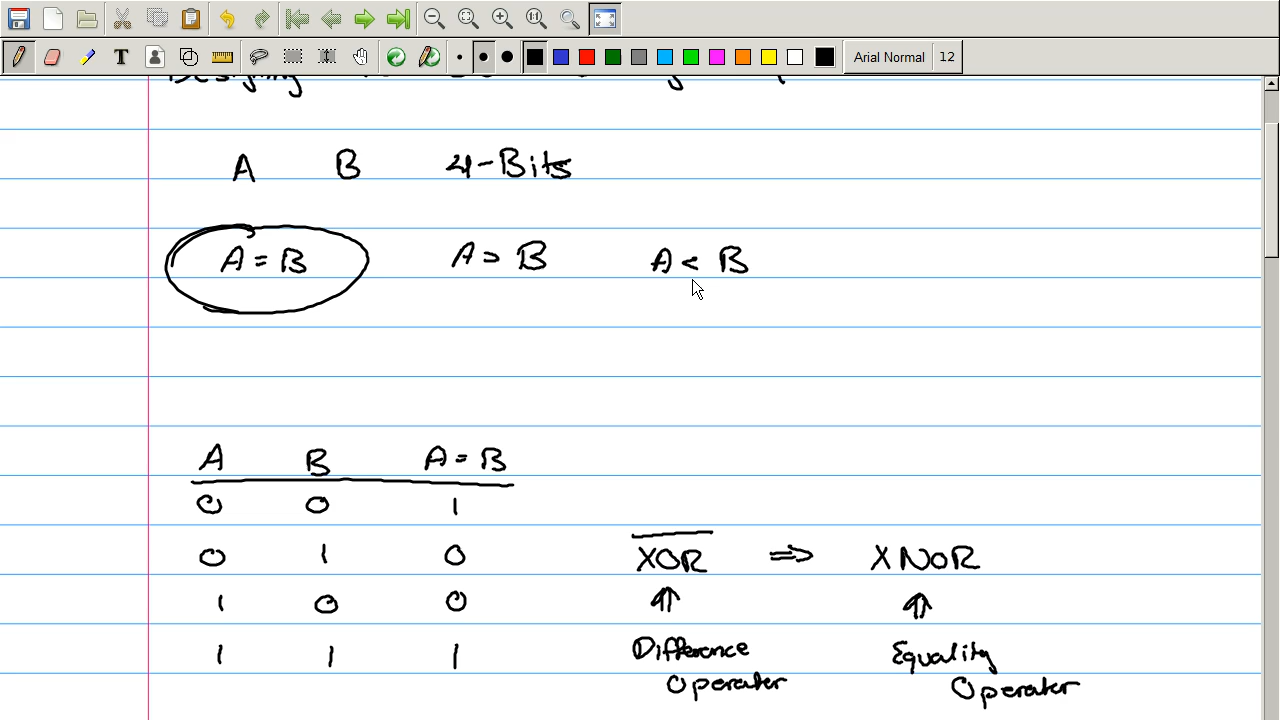 Arial Normal 12
Designing
A B 4-Bits
A = B A > B A < B
A B A = B
0 0 1
0 1 0 XOR ⇒ XNOR
1 0 0 ⇑ ⇑
1 1 1 Difference Equality
Operater Operater